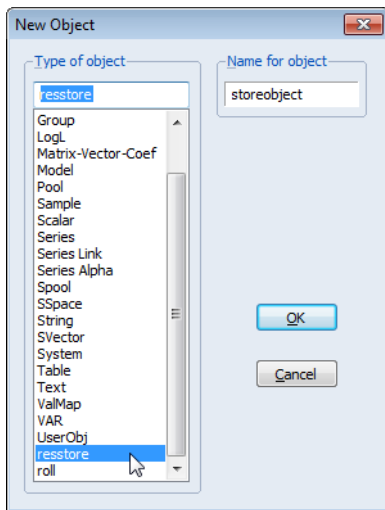 New Object
Type of object
resstore
Group
LogL
Matrix-Vector-Coef
Model
Pool
Sample
Scalar
Series
Series Link
Series Alpha
Spool
SSpace
String
SVector
System
Table
Text
ValMap
VAR
UserObj
resstore
roll
Name for object
storeobject
OK
Cancel